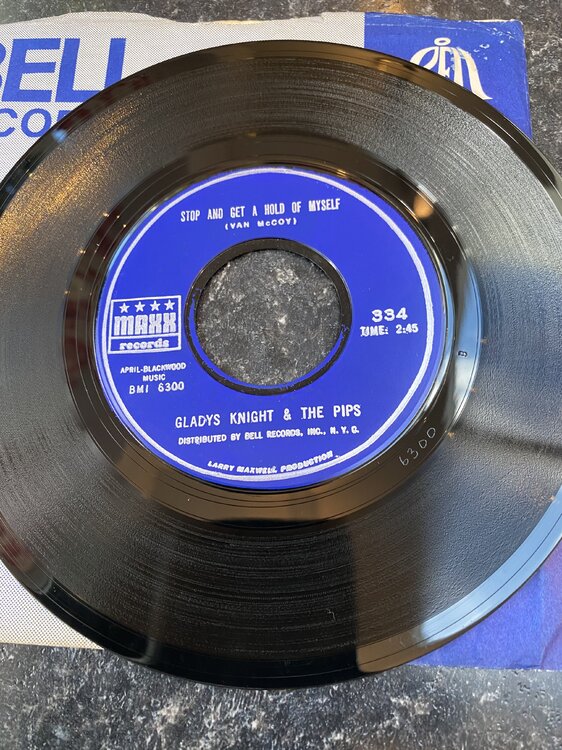 BELL
Bell
STOP AND GET A HOLD OF MYSELF
(VAN McCOY)
MAXX
records
334
TIME: 2:45
APRIL-BLACKWOOD
MUSIC
BMI 6300
GLADYS KNIGHT & THE PIPS
DISTRIBUTED BY BELL RECORDS, INC., N. Y. C.
LARRY MAXWELL PRODUCTION
6300
B